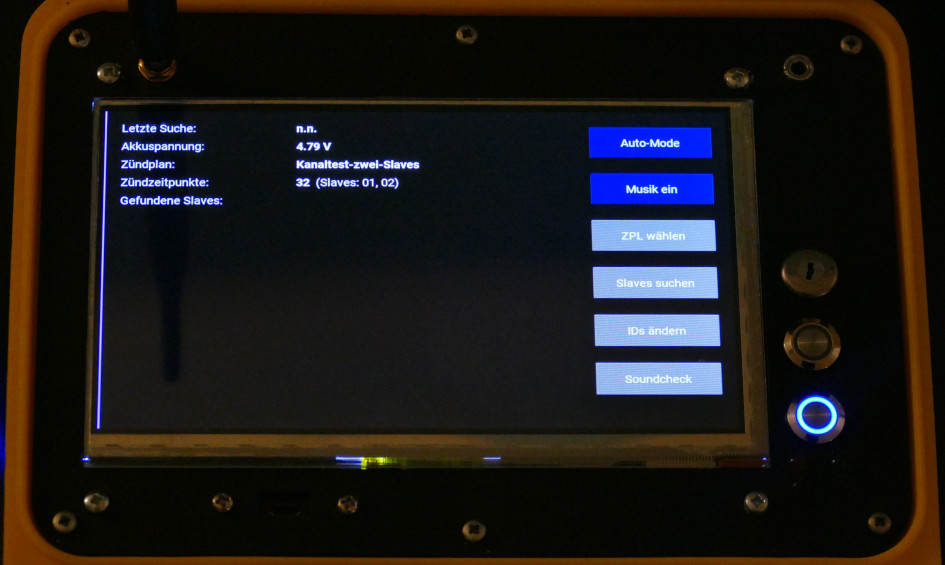 Letzte Suche: n.n.
Akkuspannung: 4.79 V
Zündplan: Kanaltest-zwei-Slaves
Zündzeitpunkte: 32 (Slaves: 01, 02)
Gefundene Slaves:
Auto-Mode
Musik ein
ZPL wählen
Slaves suchen
IDs ändern
Soundcheck